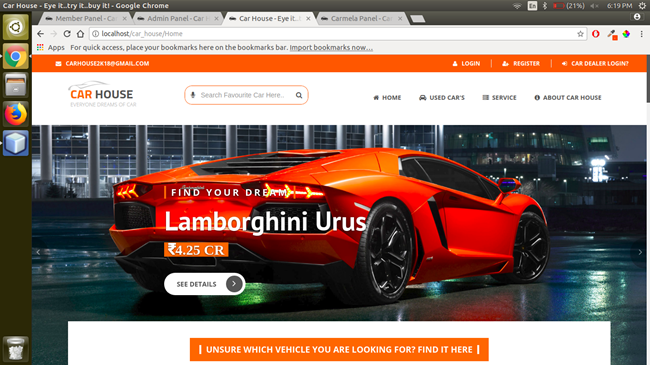 Car House - Eye it..try it..buy it! - Google Chrome
En
(21%)
6:19 PM
Member Panel - Ca
Admin Panel - Car H
Car House - Eye it..
Carmela Panel - Ca
localhost/car_house/Home
Apps
For quick access, place your bookmarks here on the bookmarks bar. Import bookmarks now...
CARHOUSE2K18@GMAIL.COM
LOGIN
REGISTER
CAR DEALER LOGIN?
CAR HOUSE
EVERYONE DREAMS OF CAR
Search Favourite Car Here..
HOME
USED CAR'S
SERVICE
ABOUT CAR HOUSE
FIND YOUR DREAM
Lamborghini Urus
₹4.25 CR
SEE DETAILS
UNSURE WHICH VEHICLE YOU ARE LOOKING FOR? FIND IT HERE